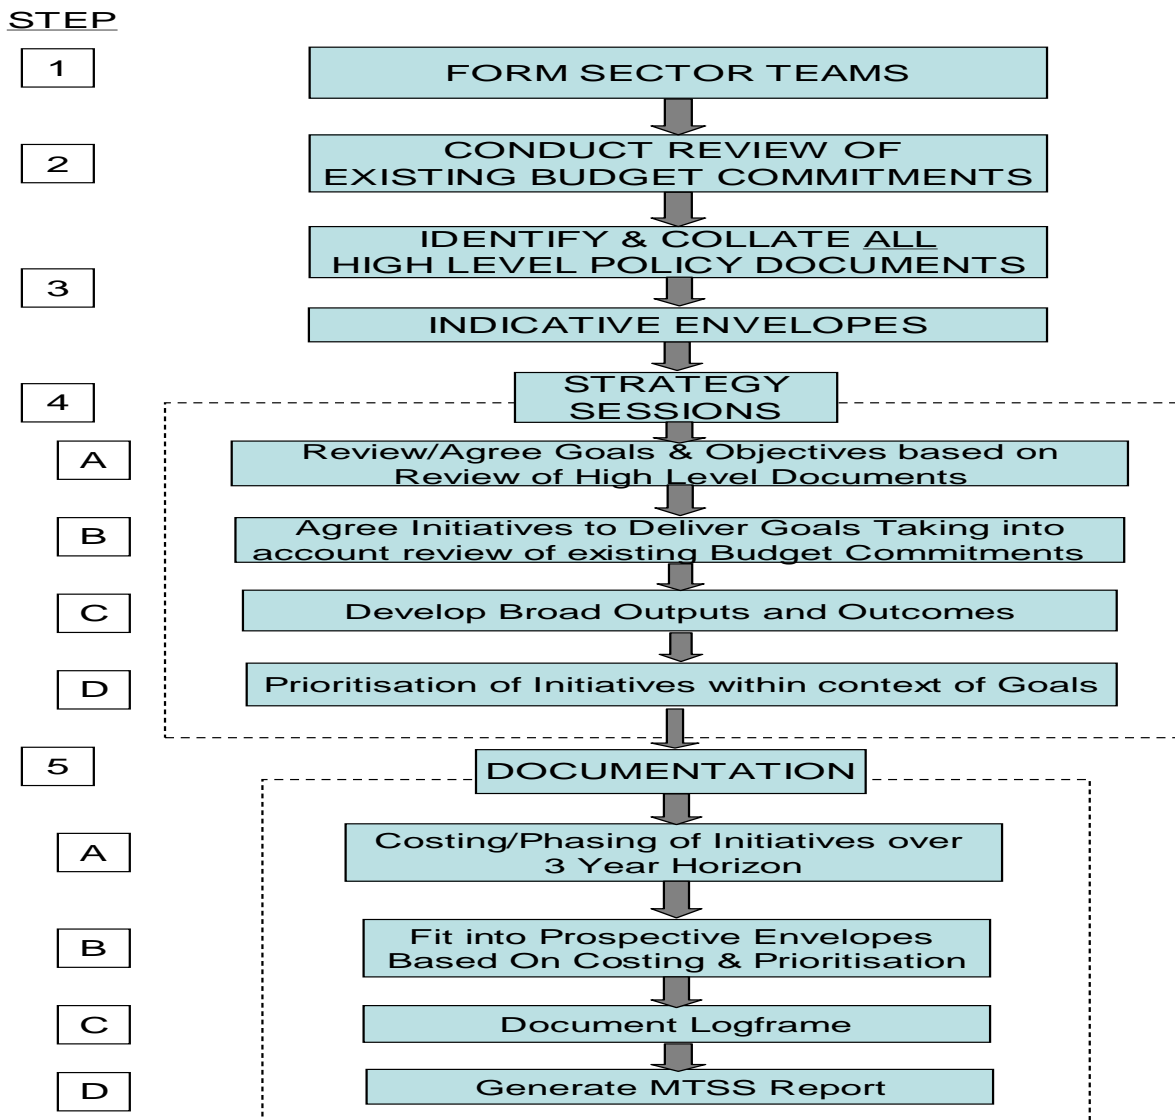 STEP
1
FORM SECTOR TEAMS
2
CONDUCT REVIEW OF
EXISTING BUDGET COMMITMENTS
IDENTIFY & COLLATE ALL
HIGH LEVEL POLICY DOCUMENTS
3
INDICATIVE ENVELOPES
4
STRATEGY
SESSIONS
A
Review/Agree Goals & Objectives based on
Review of High Level Documents
B
Agree Initiatives to Deliver Goals Taking into
account review of existing Budget Commitments
C
Develop Broad Outputs and Outcomes
D
Prioritisation of Initiatives within context of Goals
5
DOCUMENTATION
A
Costing/Phasing of Initiatives over
3 Year Horizon
B
Fit into Prospective Envelopes
Based On Costing & Prioritisation
C
Document Logframe
D
Generate MTSS Report